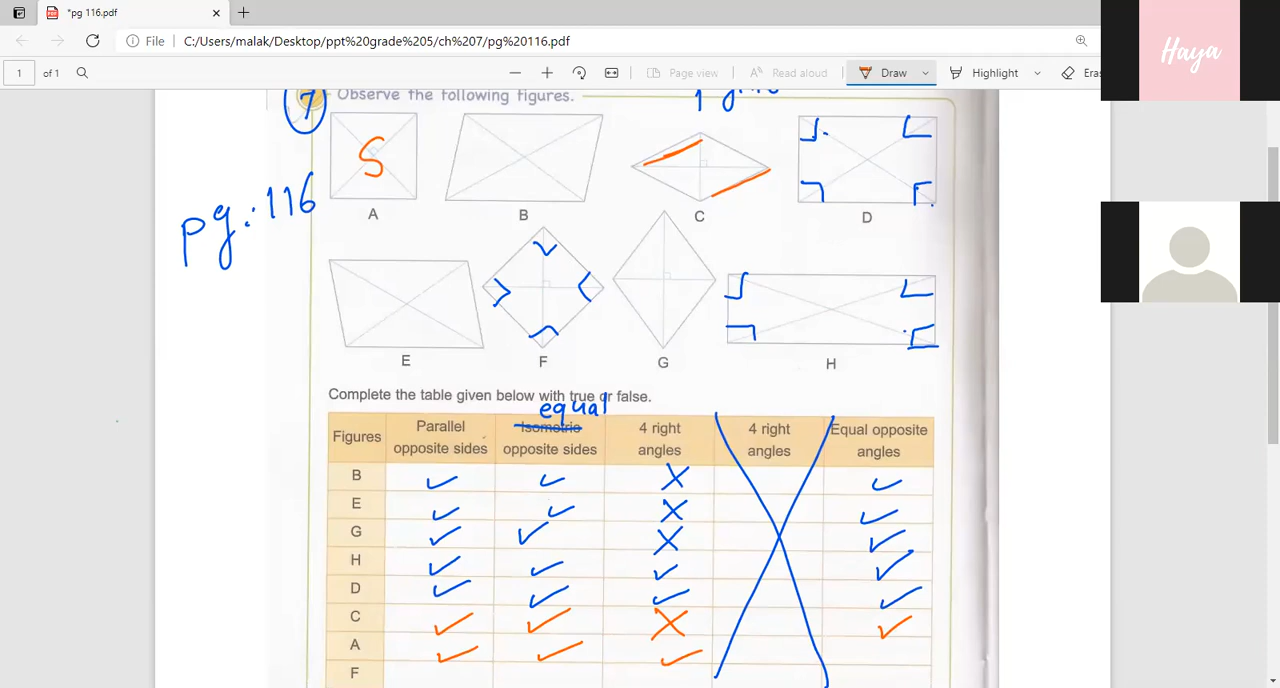 *pg 116.pdf
File C:/Users/malak/Desktop/ppt%20grade%205/ch%207/pg%20116.pdf
1 of 1 Page view Read aloud Draw Highlight Eras
Haya
7 Observe the following figures.
S
pg.:116
A B C D
E F G H
Complete the table given below with true or false.
equal
Figures Parallel opposite sides Isometric opposite sides 4 right angles 4 right angles Equal opposite angles
B ✓ ✓ X ✓
E ✓ ✓ X ✓
G ✓ ✓ X ✓
H ✓ ✓ ✓ ✓
D ✓ ✓ ✓ ✓
C ✓ ✓ X ✓
A ✓ ✓ ✓
F